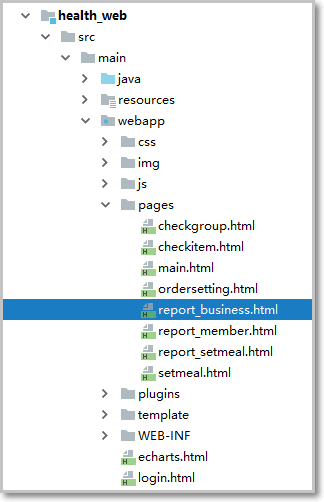 health_web
src
main
java
resources
webapp
css
img
js
pages
checkgroup.html
checkitem.html
main.html
ordersetting.html
report_business.html
report_member.html
report_setmeal.html
setmeal.html
plugins
template
WEB-INF
echarts.html
login.html